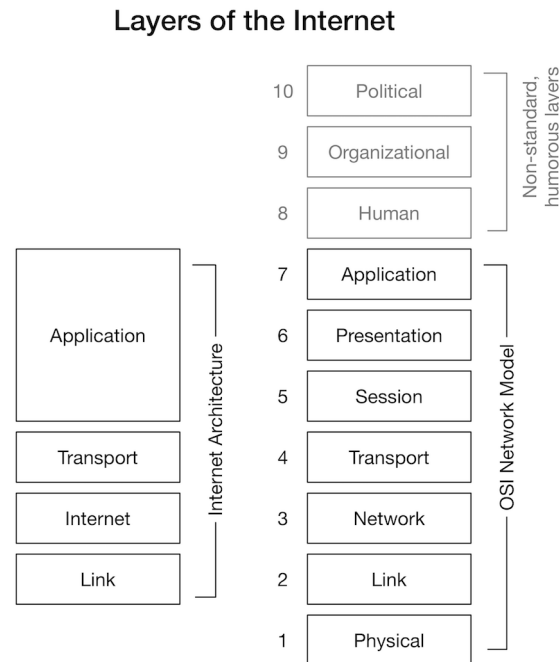 Layers of the Internet
10 Political
9 Organizational
8 Human
Non-standard,
humorous layers
7 Application
6 Presentation
5 Session
4 Transport
3 Network
2 Link
1 Physical
OSI Network Model
Application
Transport
Internet
Link
Internet Architecture